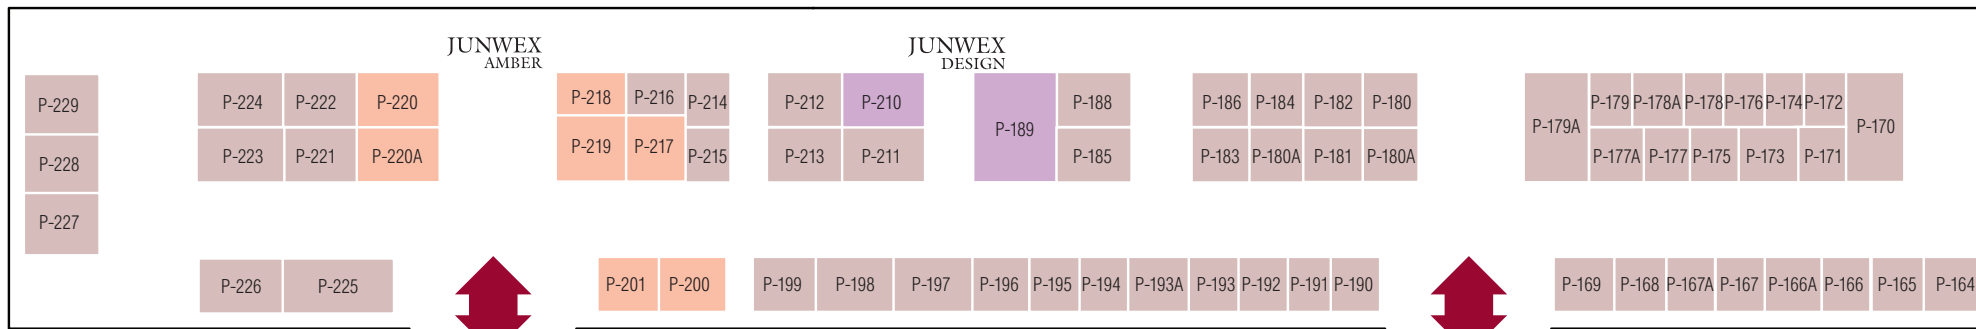 JUNWEX
AMBER
JUNWEX
DESIGN
P-229
P-228
P-227
P-224 P-222 P-220
P-223 P-221 P-220A
P-218 P-216 P-214
P-219 P-217 P-215
P-212 P-210
P-213 P-211
P-189
P-188
P-185
P-186 P-184 P-182 P-180
P-183 P-180A P-181 P-180A
P-179A
P-179 P-178A P-178 P-176 P-174 P-172
P-177A P-177 P-175 P-173 P-171
P-170
P-226 P-225
P-201 P-200
P-199 P-198 P-197 P-196 P-195 P-194 P-193A P-193 P-192 P-191 P-190
P-169 P-168 P-167A P-167 P-166A P-166 P-165 P-164